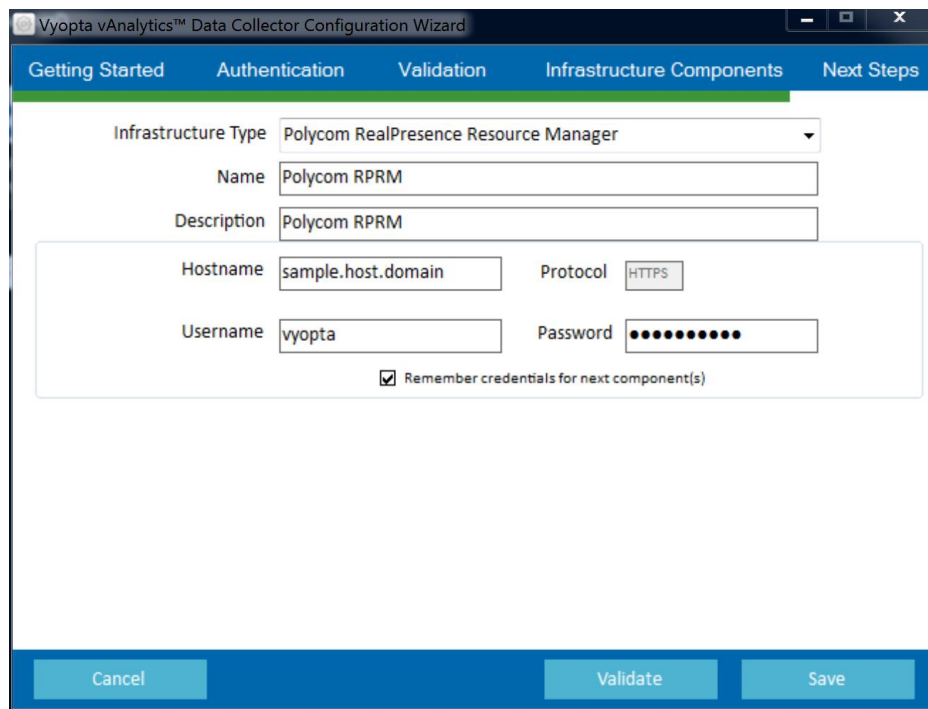 Vyopta vAnalytics™ Data Collector Configuration Wizard
Getting Started Authentication Validation Infrastructure Components Next Steps
Infrastructure Type Polycom RealPresence Resource Manager
Name Polycom RPRM
Description Polycom RPRM
Hostname sample.host.domain Protocol HTTPS
Username vyopta Password ●●●●●●●●●●
Remember credentials for next component(s)
Cancel Validate Save